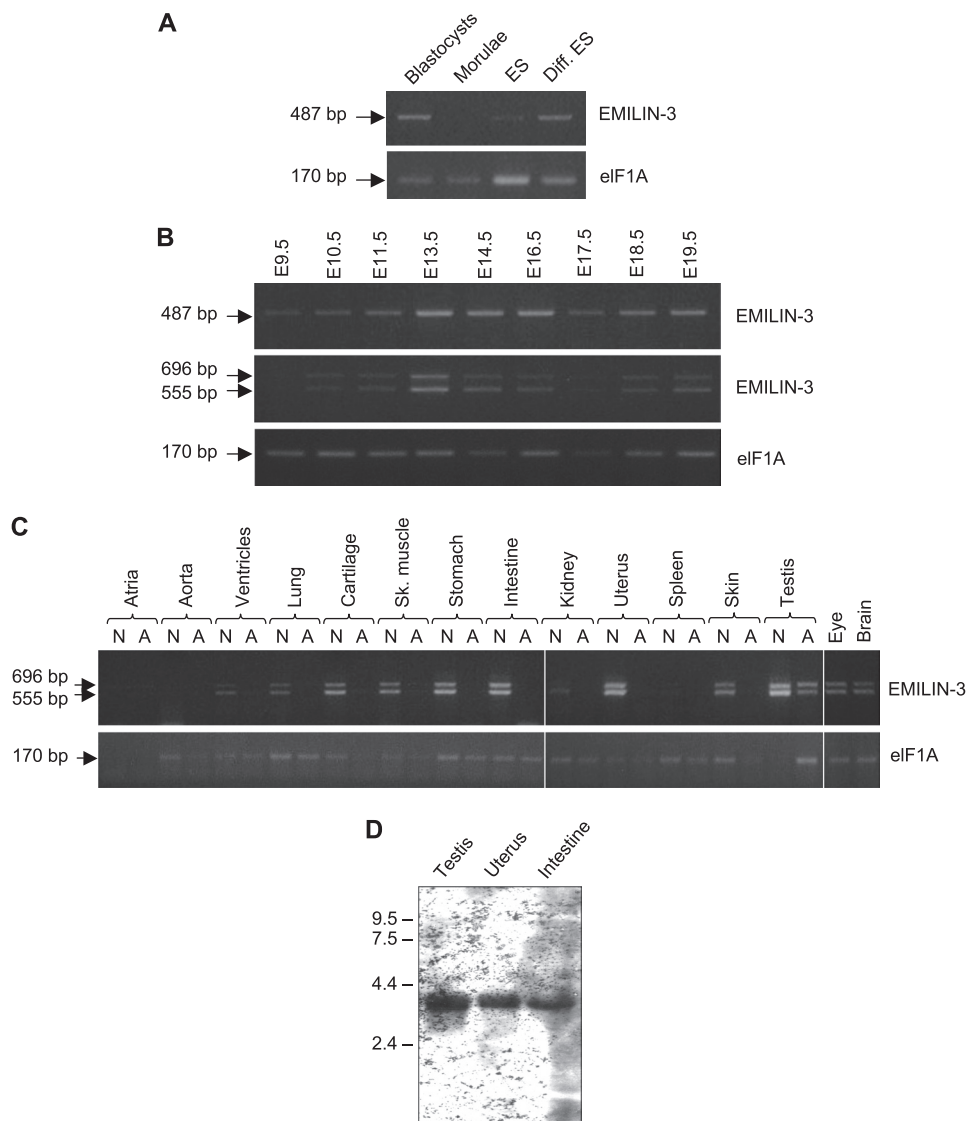 A
Blastocysts Morulae ES Diff. ES
487 bp EMILIN-3
170 bp eIF1A
B
E9.5 E10.5 E11.5 E13.5 E14.5 E16.5 E17.5 E18.5 E19.5
487 bp EMILIN-3
696 bp
555 bp EMILIN-3
170 bp eIF1A
C
Atria Aorta Ventricles Lung Cartilage Sk. muscle Stomach Intestine Kidney Uterus Spleen Skin Testis Eye Brain
N A N A N A N A N A N A N A N A N A N A N A N A N A
696 bp
555 bp EMILIN-3
170 bp eIF1A
D
Testis Uterus Intestine
9.5
7.5
4.4
2.4